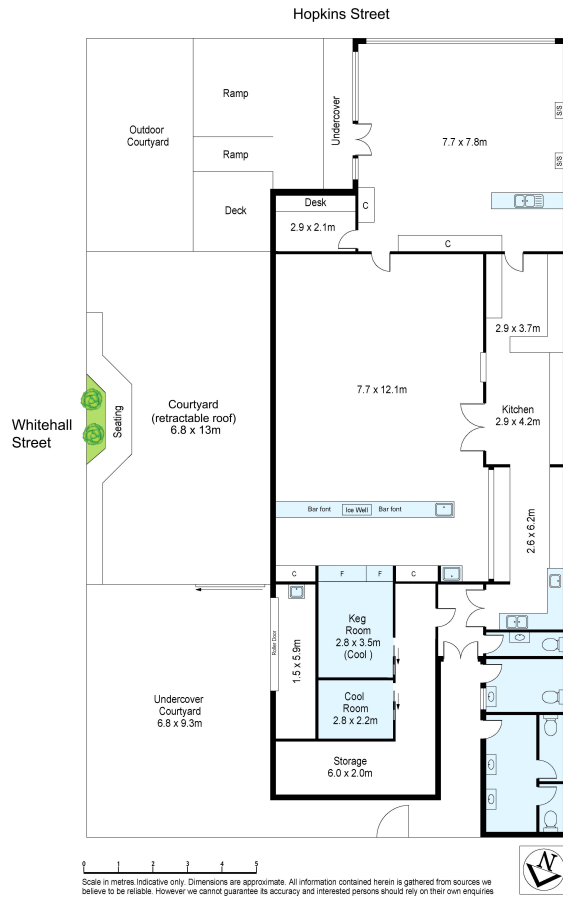 Hopkins Street
Ramp
Undercover
Outdoor
Courtyard
7.7 x 7.8m
S/S
S/S
Ramp
Deck
Desk
C
2.9 x 2.1m
C
2.9 x 3.7m
7.7 x 12.1m
Courtyard
(retractable roof)
6.8 x 13m
Seating
Whitehall
Street
Kitchen
2.9 x 4.2m
Bar font
Ice Well
Bar font
2.6 x 6.2m
C
F
F
C
Keg
Room
2.8 x 3.5m
(Cool )
Roller Door
1.5 x 5.9m
Undercover
Courtyard
6.8 x 9.3m
Cool
Room
2.8 x 2.2m
Storage
6.0 x 2.0m
0 1 2 3 4 5
N
Scale in metres.Indicative only. Dimensions are approximate. All information contained herein is gathered from sources we
believe to be reliable. However we cannot guarantee its accuracy and interested persons should rely on their own enquiries